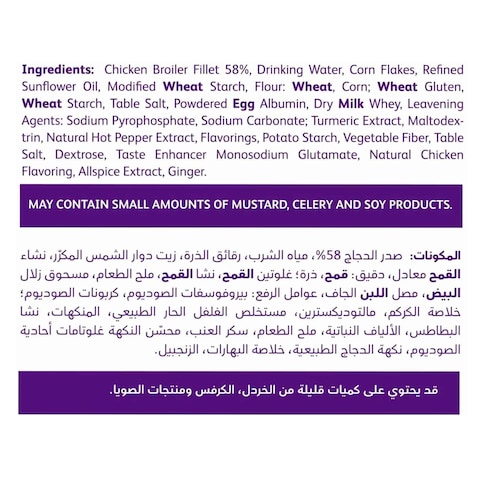 Ingredients: Chicken Broiler Fillet 58%, Drinking Water, Corn Flakes, Refined
Sunflower Oil, Modified Wheat Starch, Flour: Wheat, Corn; Wheat Gluten,
Wheat Starch, Table Salt, Powdered Egg Albumin, Dry Milk Whey, Leavening
Agents: Sodium Pyrophosphate, Sodium Carbonate; Turmeric Extract, Maltodex-
trin, Natural Hot Pepper Extract, Flavorings, Potato Starch, Vegetable Fiber, Table
Salt, Dextrose, Taste Enhancer Monosodium Glutamate, Natural Chicken
Flavoring, Allspice Extract, Ginger.
MAY CONTAIN SMALL AMOUNTS OF MUSTARD, CELERY AND SOY PRODUCTS.
المكونات: صدر الدجاج 58%، مياه الشرب، رقائق الذرة، زيت دوار الشمس المكرّر، نشاء
القمح معادل، دقيق: قمح، ذرة؛ غلوتين القمح، نشا القمح، ملح الطعام، مسحوق زلال
البيض، مصل اللبن الجاف، عوامل الرفع: بيروفوسفات الصوديوم، كربونات الصوديوم؛
خلاصة الكركم، مالتوديكسترين، مستخلص الفلفل الحار الطبيعي، المنكهات، نشا
البطاطس، الألياف النباتية، ملح الطعام، سكر العنب، محسّن النكهة غلوتامات أحادية
الصوديوم، نكهة الدجاج الطبيعية، خلاصة البهارات، الزنجبيل.
قد يحتوي على كميات قليلة من الخردل، الكرفس ومنتجات الصويا.